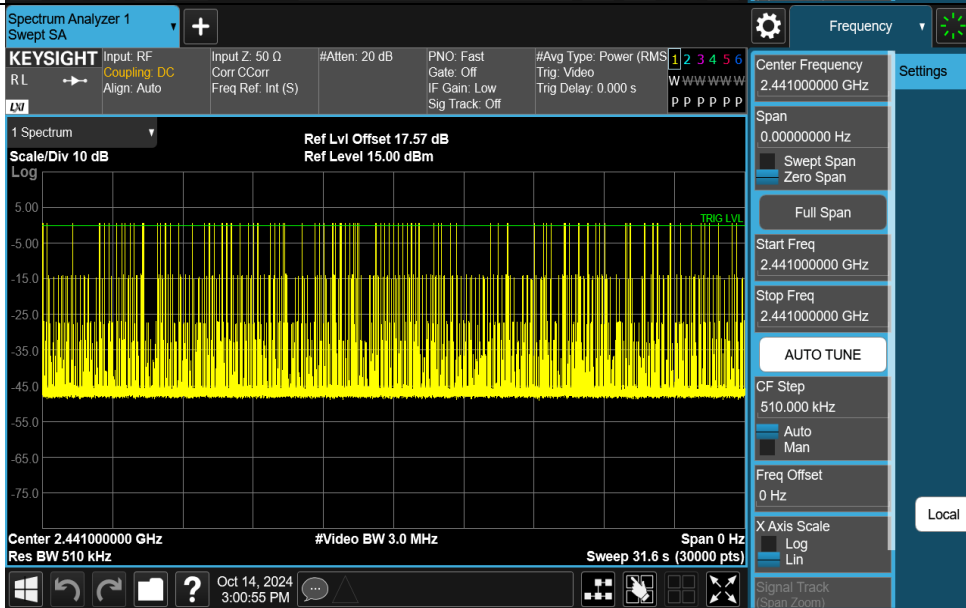 Spectrum Analyzer 1
Swept SA
+
Frequency
KEYSIGHT
RL
LXI
Input: RF
Coupling: DC
Align: Auto
Input Z: 50 Ω
Corr CCorr
Freq Ref: Int (S)
#Atten: 20 dB
PNO: Fast
Gate: Off
IF Gain: Low
Sig Track: Off
#Avg Type: Power (RMS
Trig: Video
Trig Delay: 0.000 s
1 2 3 4 5 6
W W W W W W
P P P P P P
1 Spectrum
Scale/Div 10 dB
Log
Ref Lvl Offset 17.57 dB
Ref Level 15.00 dBm
TRIG LVL
5.00
-5.00
-15.0
-25.0
-35.0
-45.0
-55.0
-65.0
-75.0
Center 2.441000000 GHz
Res BW 510 kHz
#Video BW 3.0 MHz
Span 0 Hz
Sweep 31.6 s (30000 pts)
?
Oct 14, 2024
3:00:55 PM
Center Frequency
2.441000000 GHz
Span
0.00000000 Hz
Swept Span
Zero Span
Full Span
Start Freq
2.441000000 GHz
Stop Freq
2.441000000 GHz
AUTO TUNE
CF Step
510.000 kHz
Auto
Man
Freq Offset
0 Hz
X Axis Scale
Log
Lin
Signal Track
(Span Zoom)
Settings
Local